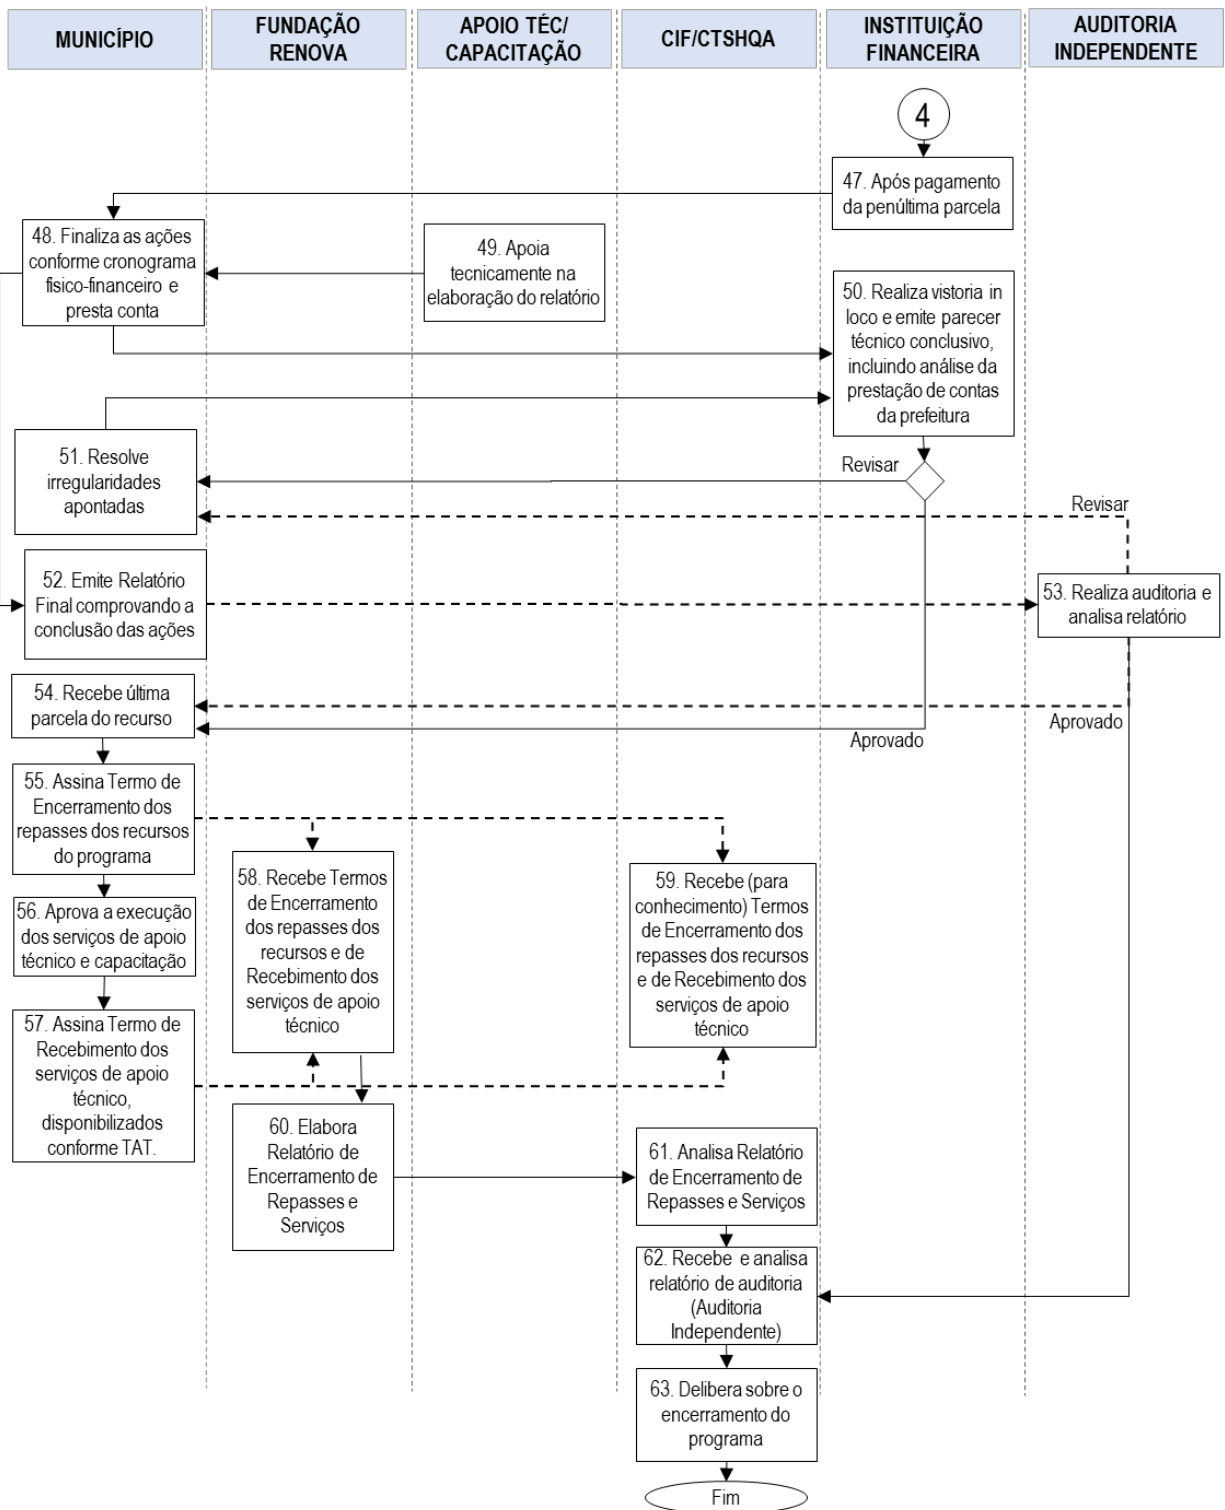 MUNICÍPIO
FUNDAÇÃO
RENOVA
APOIO TÉC/
CAPACITAÇÃO
CIF/CTSHQA
INSTITUIÇÃO
FINANCEIRA
AUDITORIA
INDEPENDENTE
4
47. Após pagamento
da penúltima parcela
48. Finaliza as ações
conforme cronograma
físico-financeiro e
presta conta
49. Apoia
tecnicamente na
elaboração do relatório
50. Realiza vistoria in
loco e emite parecer
técnico conclusivo,
incluindo análise da
prestação de contas
da prefeitura
51. Resolve
irregularidades
apontadas
Revisar
Revisar
52. Emite Relatório
Final comprovando a
conclusão das ações
53. Realiza auditoria e
analisa relatório
54. Recebe última
parcela do recurso
Aprovado
Aprovado
55. Assina Termo de
Encerramento dos
repasses dos recursos
do programa
56. Aprova a execução
dos serviços de apoio
técnico e capacitação
57. Assina Termo de
Recebimento dos
serviços de apoio
técnico,
disponibilizados
conforme TAT.
58. Recebe Termos
de Encerramento
dos repasses dos
recursos e de
Recebimento dos
serviços de apoio
técnico
59. Recebe (para
conhecimento) Termos
de Encerramento dos
repasses dos recursos
e de Recebimento dos
serviços de apoio
técnico
60. Elabora
Relatório de
Encerramento de
Repasses e
Serviços
61. Analisa Relatório
de Encerramento de
Repasses e Serviços
62. Recebe e analisa
relatório de auditoria
(Auditoria
Independente)
63. Delibera sobre o
encerramento do
programa
Fim